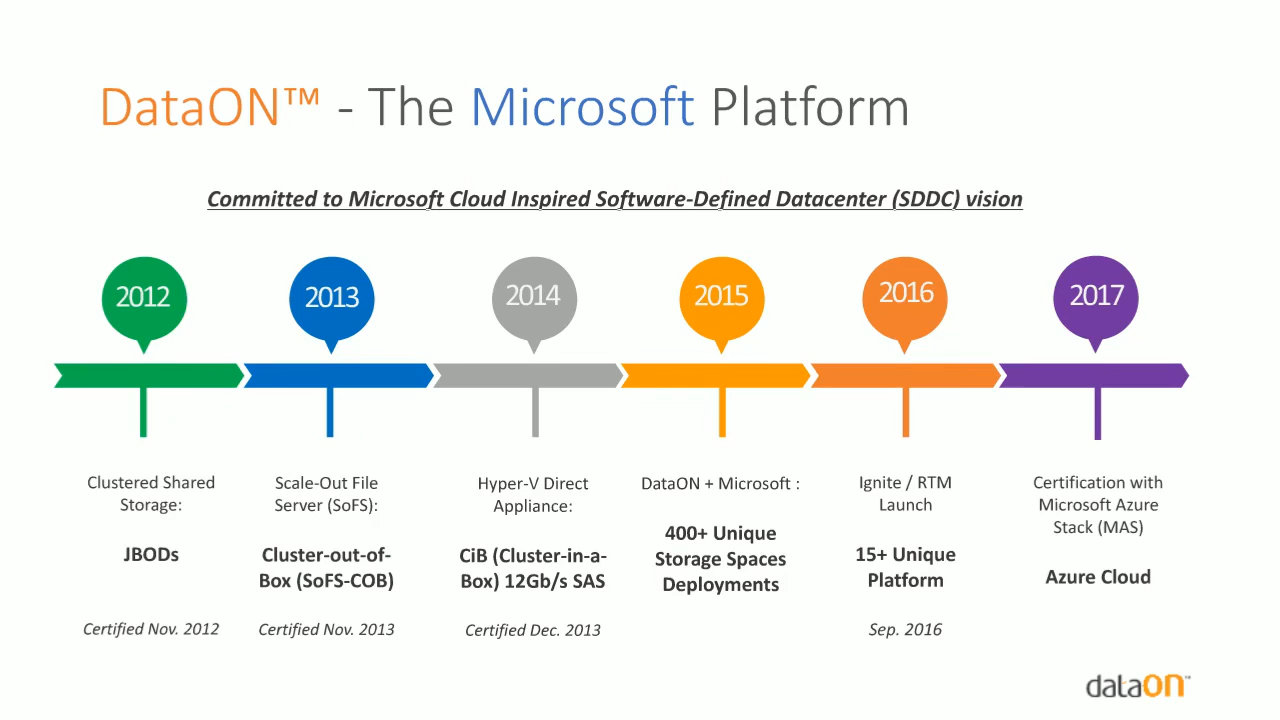 DataON™ - The Microsoft Platform
Committed to Microsoft Cloud Inspired Software-Defined Datacenter (SDDC) vision
2012
2013
2014
2015
2016
2017
Clustered Shared
Storage:
JBODs
Certified Nov. 2012
Scale-Out File
Server (SoFS):
Cluster-out-of-
Box (SoFS-COB)
Certified Nov. 2013
Hyper-V Direct
Appliance:
CiB (Cluster-in-a-
Box) 12Gb/s SAS
Certified Dec. 2013
DataON + Microsoft :
400+ Unique
Storage Spaces
Deployments
Ignite / RTM
Launch
15+ Unique
Platform
Sep. 2016
Certification with
Microsoft Azure
Stack (MAS)
Azure Cloud
dataON™